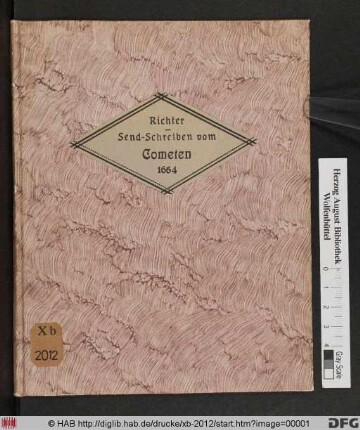 Richter
Send-Schreiben vom
Cometen
1664
Xb
2012
Herzog August Bibliothek
Wolfenbüttel
0 1 2 3 4
Gray Scale
© HAB http://diglib.hab.de/drucke/xb-2012/start.htm?image=00001
DFG